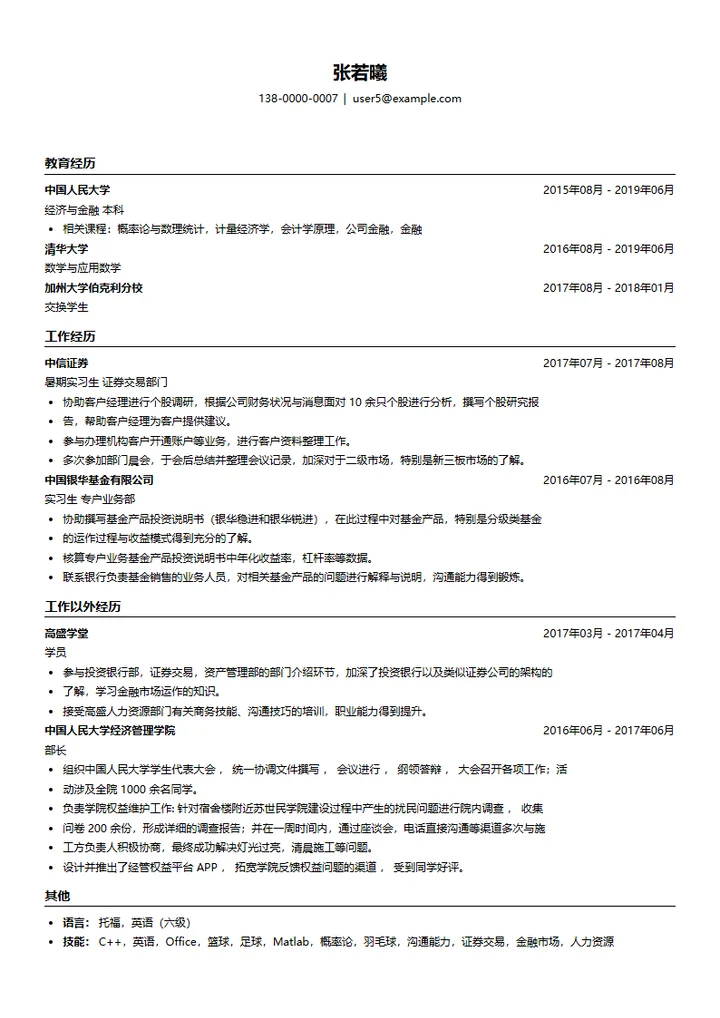 张若曦
138-0000-0007 | user5@example.com
教育经历
中国人民大学 2015年08月 - 2019年06月
经济与金融 本科
• 相关课程：概率论与数理统计，计量经济学，会计学原理，公司金融，金融
清华大学 2016年08月 - 2019年06月
数学与应用数学
加州大学伯克利分校 2017年08月 - 2018年01月
交换学生
工作经历
中信证券 2017年07月 - 2017年08月
暑期实习生 证券交易部门
• 协助客户经理进行个股调研，根据公司财务状况与消息面对 10 余只个股进行分析，撰写个股研究报
• 告，帮助客户经理为客户提供建议。
• 参与办理机构客户开通账户等业务，进行客户资料整理工作。
• 多次参加部门晨会，于会后总结并整理会议记录，加深对于二级市场，特别是新三板市场的了解。
中国银华基金有限公司 2016年07月 - 2016年08月
实习生 专户业务部
• 协助撰写基金产品投资说明书（银华稳进和银华锐进），在此过程中对基金产品，特别是分级类基金
• 的运作过程与收益模式得到充分的了解。
• 核算专户业务基金产品投资说明书中年化收益率，杠杆率等数据。
• 联系银行负责基金销售的业务人员，对相关基金产品的问题进行解释与说明，沟通能力得到锻炼。
工作以外经历
高盛学堂 2017年03月 - 2017年04月
学员
• 参与投资银行部，证券交易，资产管理部的部门介绍环节，加深了投资银行以及类似证券公司的架构的
• 了解，学习金融市场运作的知识。
• 接受高盛人力资源部门有关商务技能、沟通技巧的培训，职业能力得到提升。
中国人民大学经济管理学院 2016年06月 - 2017年06月
部长
• 组织中国人民大学学生代表大会 ， 统一协调文件撰写 ， 会议进行 ， 纲领答辩 ， 大会召开各项工作；活
• 动涉及全院 1000 余名同学。
• 负责学院权益维护工作: 针对宿舍楼附近苏世民学院建设过程中产生的扰民问题进行院内调查 ， 收集
• 问卷 200 余份，形成详细的调查报告；并在一周时间内，通过座谈会，电话直接沟通等渠道多次与施
• 工方负责人积极协商，最终成功解决灯光过亮，清晨施工等问题。
• 设计并推出了经管权益平台 APP ， 拓宽学院反馈权益问题的渠道 ， 受到同学好评。
其他
• 语言： 托福，英语（六级）
• 技能： C++，英语，Office，篮球，足球，Matlab，概率论，羽毛球，沟通能力，证券交易，金融市场，人力资源